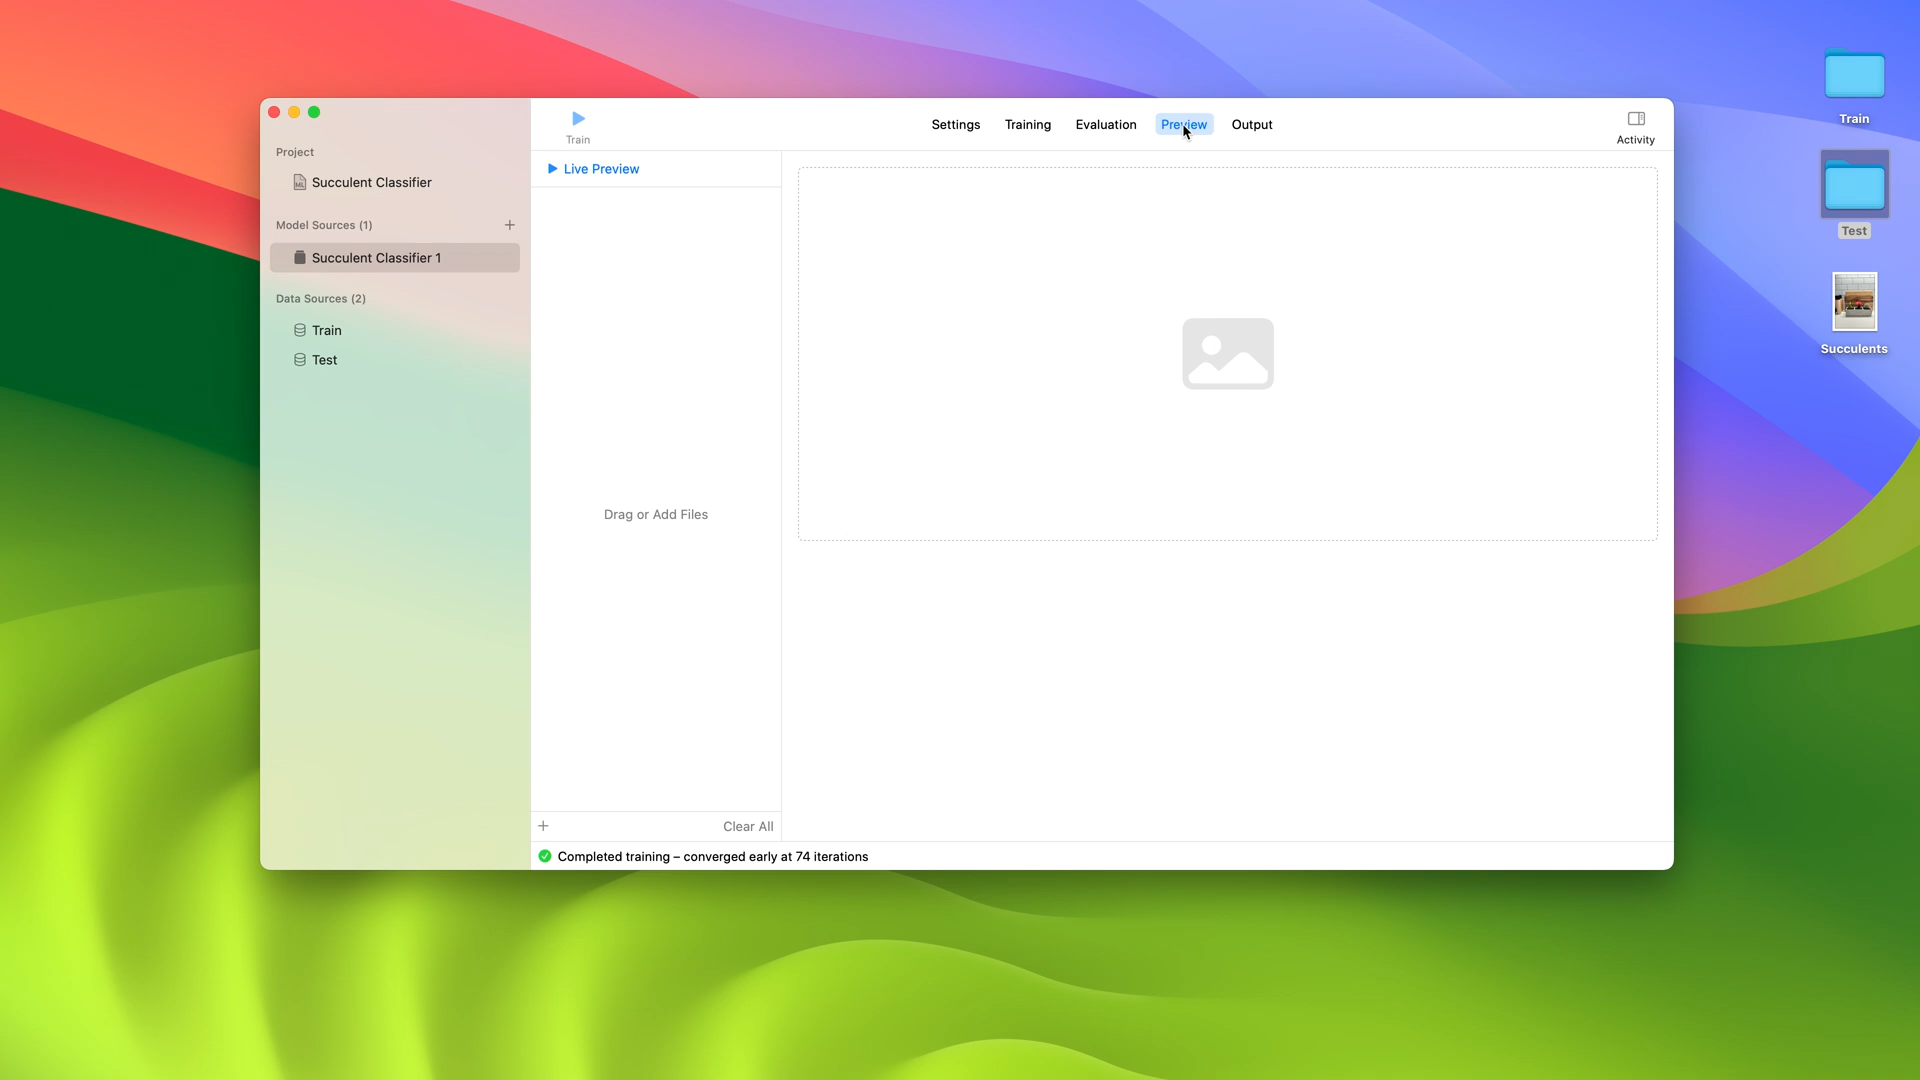 Train
Settings
Training
Evaluation
Preview
Output
Activity
Project
Succulent Classifier
Model Sources (1)
Succulent Classifier 1
Data Sources (2)
Train
Test
Live Preview
Drag or Add Files
Clear All
Completed training – converged early at 74 iterations
Train
Test
Succulents